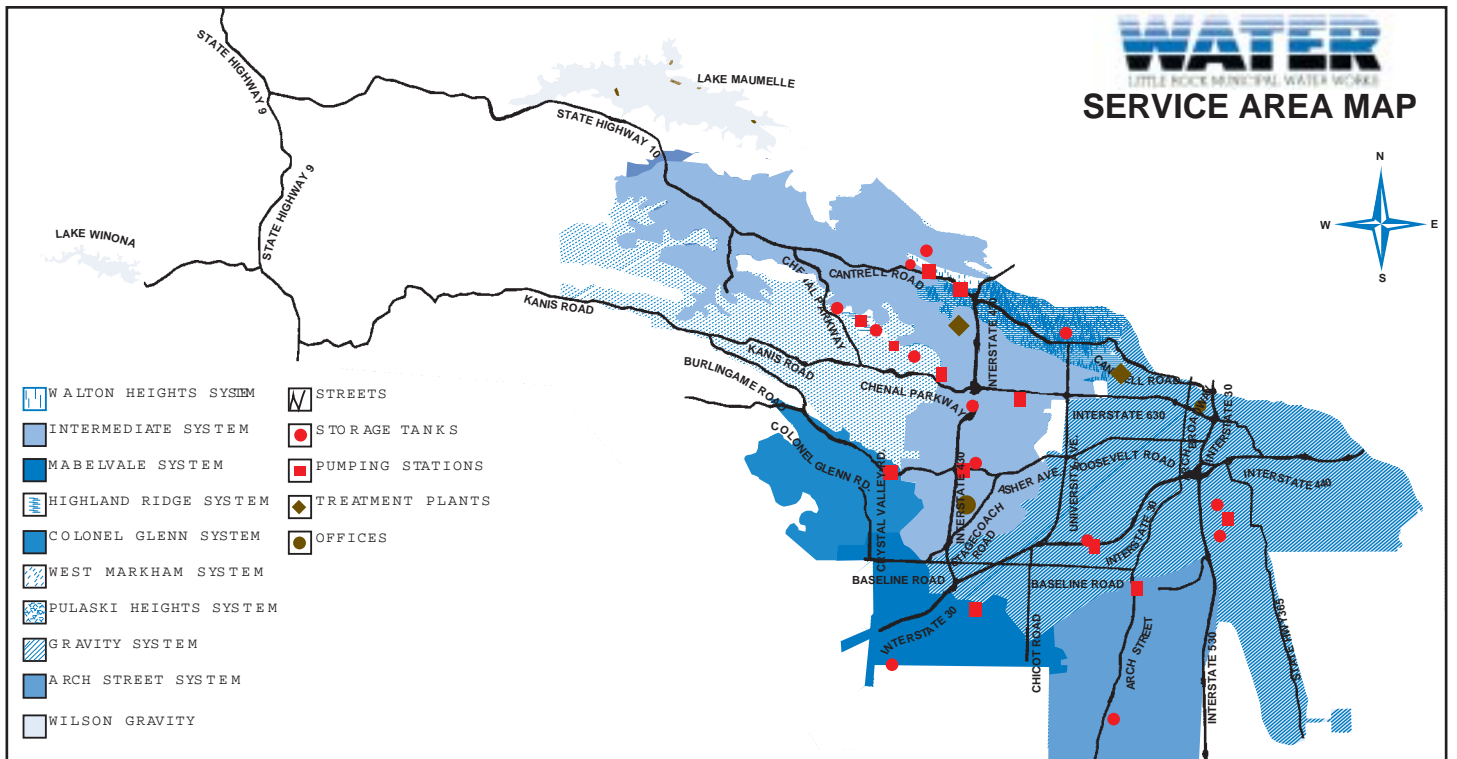 WATER
LITTLE ROCK MUNICIPAL WATER WORKS
SERVICE AREA MAP
N
W
E
S
STATE HIGHWAY 9
LAKE MAUMELLE
STATE HIGHWAY 10
STATE HIGHWAY 9
LAKE WINONA
CANTRELL ROAD
CHENAL PARKWAY
KANIS ROAD
INTERSTATE 430
KANIS ROAD
BURLINGAME ROAD
CHENAL PARKWAY
CANTRELL ROAD
INTERSTATE 630
BROADWAY
INTERSTATE 30
ARCH
COLONEL GLENN RD.
CRYSTAL VALLEY RD.
INTERSTATE 430
ASHER AVE.
ROOSEVELT ROAD
UNIVERSITY AVE.
INTERSTATE 440
STAGECOACH
ROAD
INTERSTATE 30
BASELINE ROAD
BASELINE ROAD
INTERSTATE 30
CHICOT ROAD
ARCH STREET
INTERSTATE 530
STATE HWY 365
WALTON HEIGHTS SYSTEM
INTERMEDIATE SYSTEM
MABELVALE SYSTEM
HIGHLAND RIDGE SYSTEM
COLONEL GLENN SYSTEM
WEST MARKHAM SYSTEM
PULASKI HEIGHTS SYSTEM
GRAVITY SYSTEM
ARCH STREET SYSTEM
WILSON GRAVITY
STREETS
STORAGE TANKS
PUMPING STATIONS
TREATMENT PLANTS
OFFICES